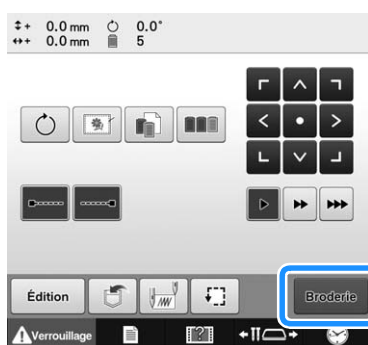 0.0 mm 0.0°
0.0 mm 5
Édition Broderie
Verrouillage